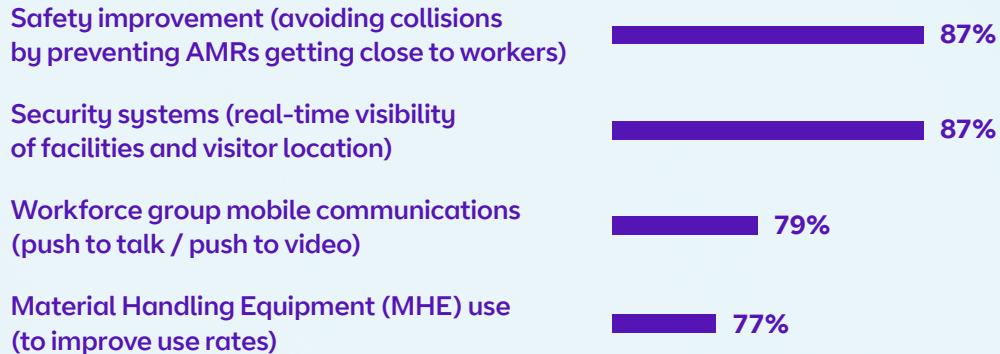 Safety improvement (avoiding collisions
by preventing AMRs getting close to workers)
87%
Security systems (real-time visibility
of facilities and visitor location)
87%
Workforce group mobile communications
(push to talk / push to video)
79%
Material Handling Equipment (MHE) use
(to improve use rates)
77%